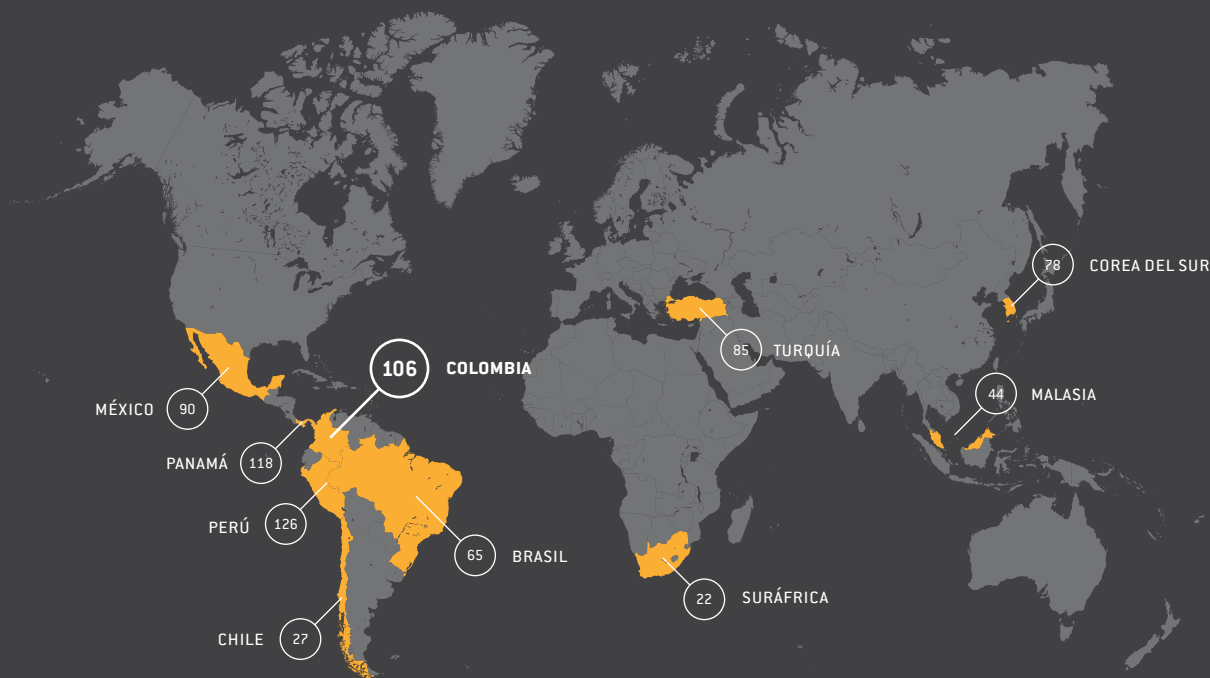 78 COREA DEL SUR
85 TURQUÍA
106 COLOMBIA
44 MALASIA
MÉXICO 90
PANAMÁ 118
PERÚ 126
65 BRASIL
22 SURÁFRICA
CHILE 27